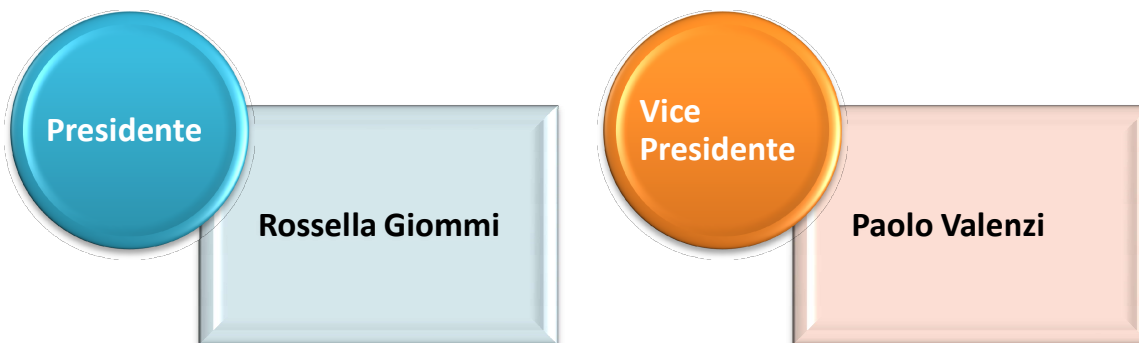 Presidente
Rossella Giommi
Vice
Presidente
Paolo Valenzi